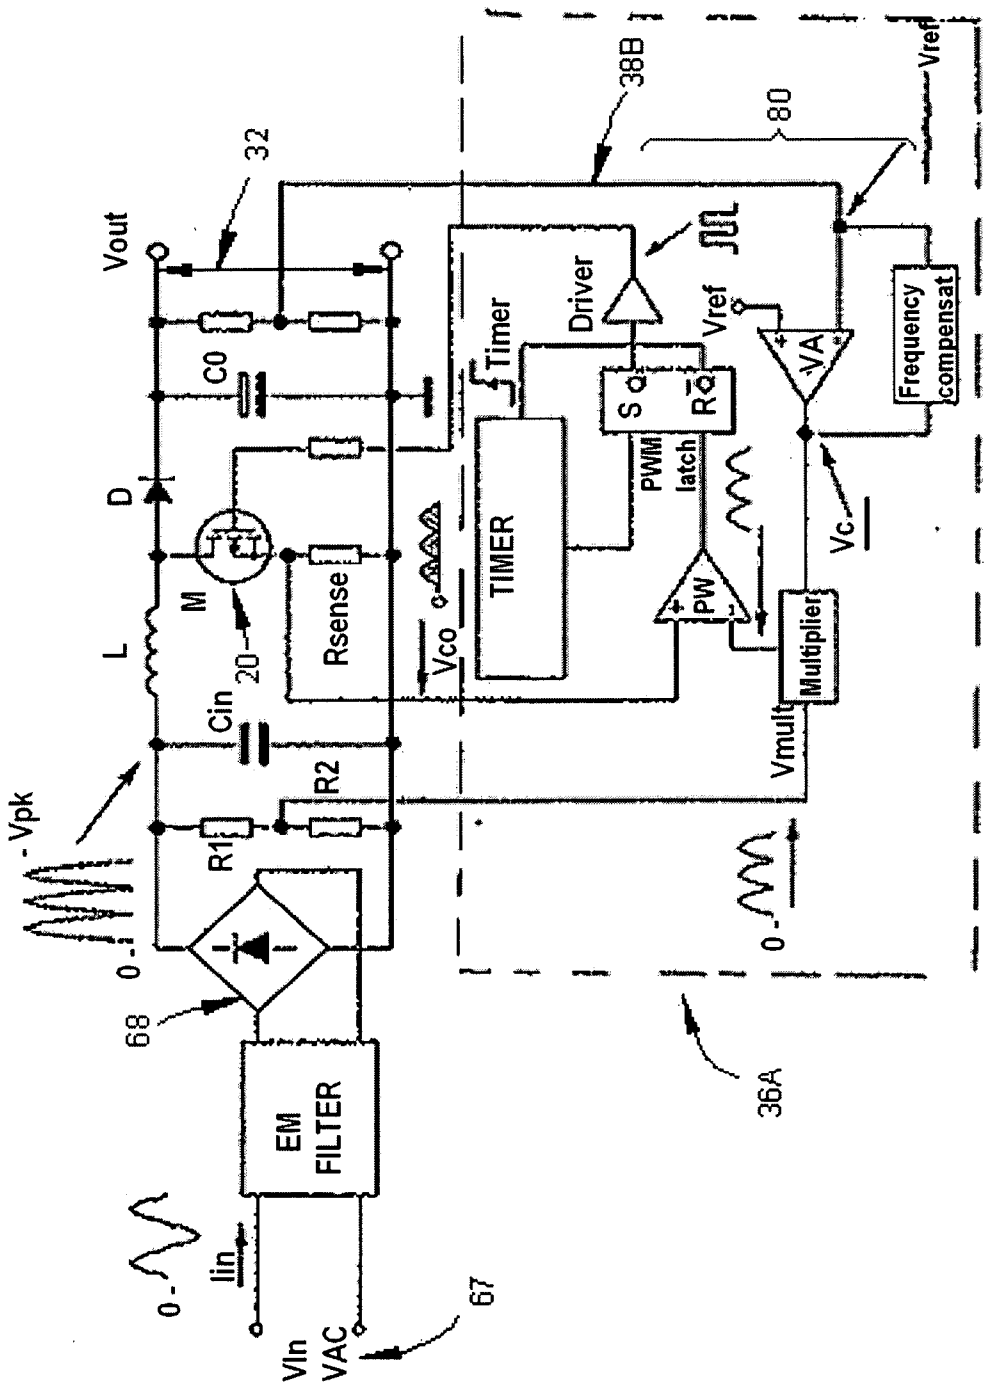 0 -
- Vpk
68
Iin
0 -
VIn
VAC
67
EM
FILTER
R1
R2
Cin
L
M
20
Rsense
D
C0
Vout
32
Vco
TIMER
Timer
PWM
latch
S Q
R Q̅
Driver
38B
80
Vref
Vref
+
VA
Frequency
compensat
Vc
+
PW
-
Multiplier
Vmult
0 -
36A